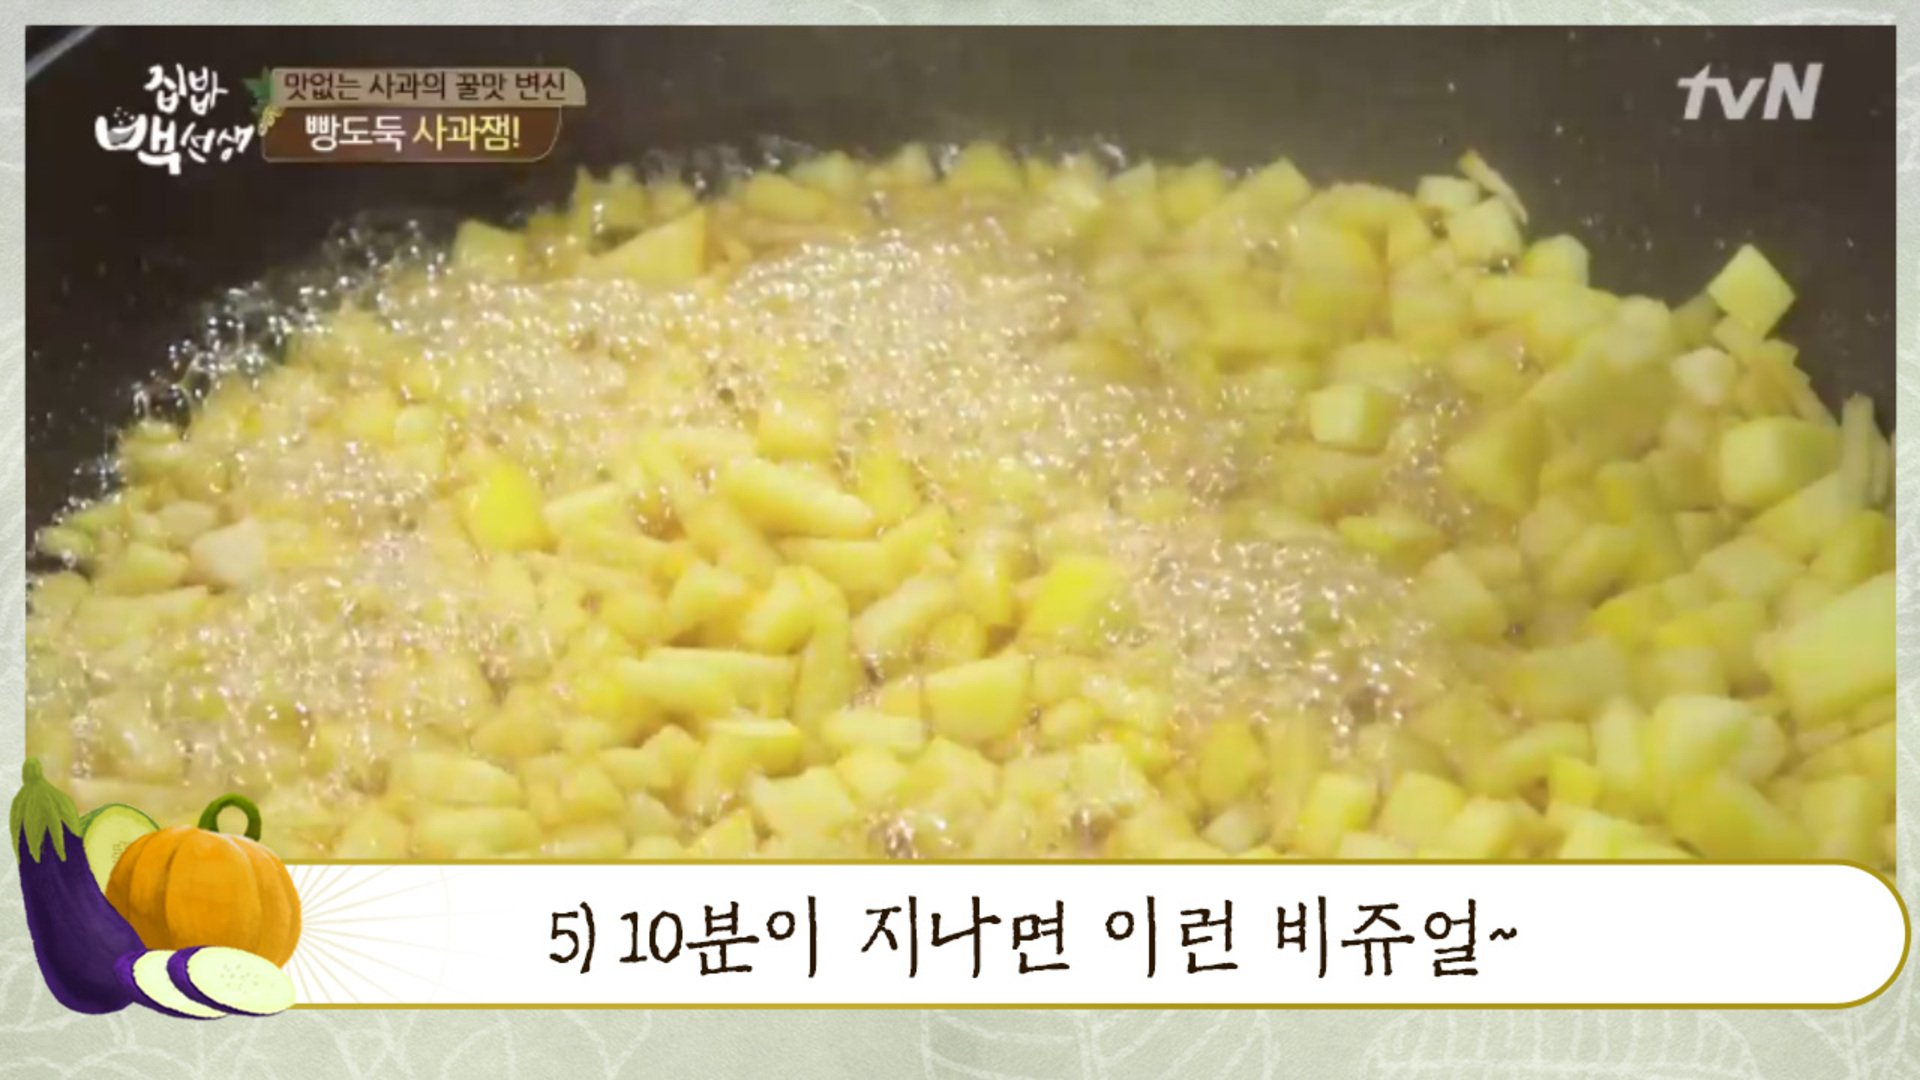 집밥
백선생
맛없는 사과의 꿀맛 변신
빵도둑 사과잼!
tvN
5) 10분이 지나면 이런 비쥬얼~